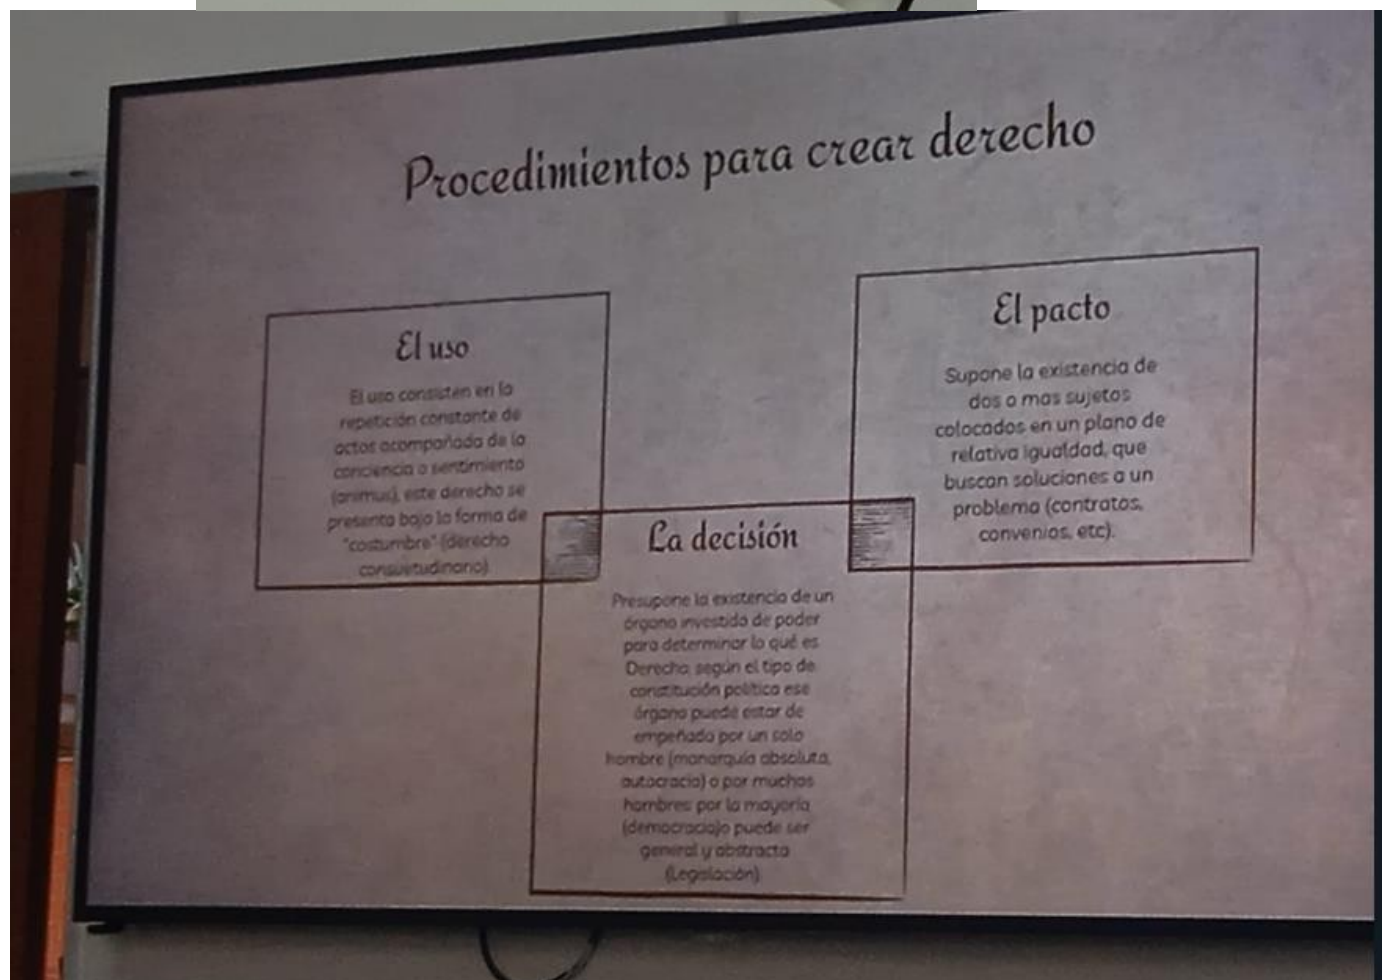 Procedimientos para crear derecho
El uso
El uso consisten en la
repetición constante de
actos acompañada de la
conciencia o sentimiento
(animus), este derecho se
presenta bajo la forma de
"costumbre" (derecho
consuetudinario)
La decisión
Presupone la existencia de un
órgano investido de poder
para determinar lo qué es
Derecho, según el tipo de
constitución política ese
órgano puede estar de
empeñado por un solo
hombre (monarquía absoluta,
autocracia) o por muchos
hombres por la mayoría
(democracia)o puede ser
general y abstracta
(Legislación)
El pacto
Supone la existencia de
dos o mas sujetos
colocados en un plano de
relativa igualdad, que
buscan soluciones a un
problema (contratos,
convenios, etc).